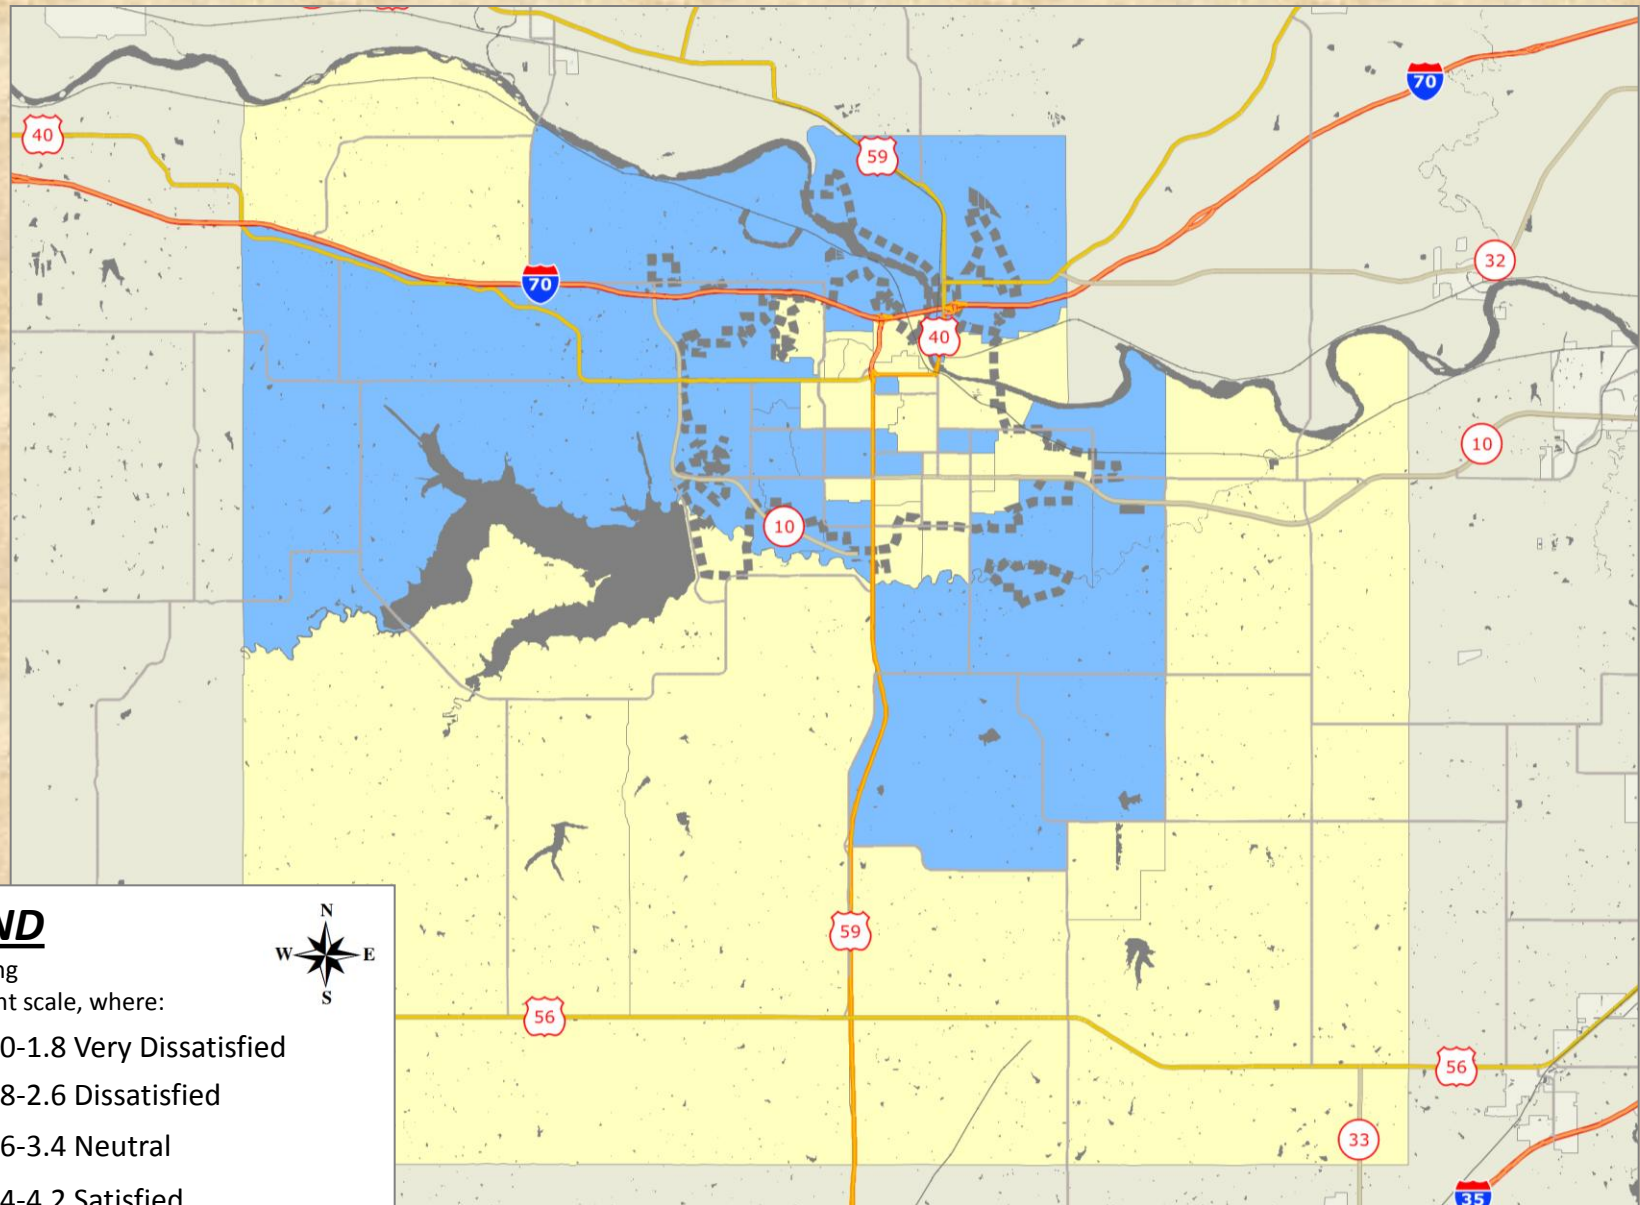 70
40
59
32
70
40
10
10
59
56
56
33
35
ND
N
W E
S
ng
nt scale, where:
0-1.8 Very Dissatisfied
8-2.6 Dissatisfied
6-3.4 Neutral
4-4.2 Satisfied